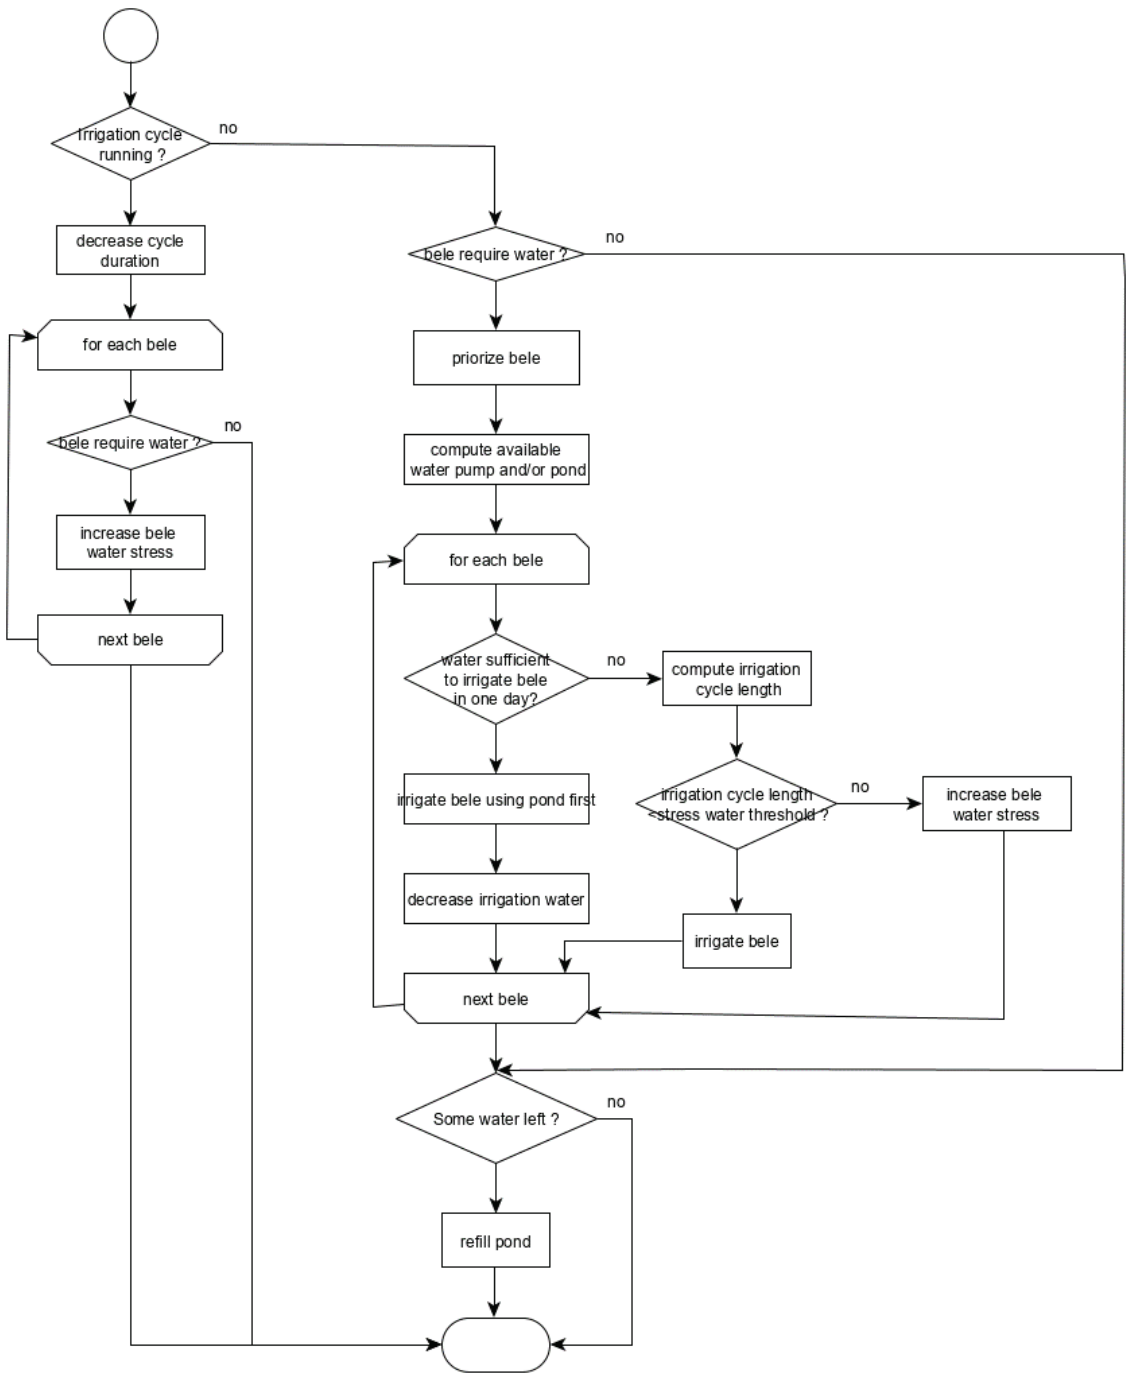 Irrigation cycle
running ?
no
decrease cycle
duration
for each bele
bele require water ?
no
increase bele
water stress
next bele
bele require water ?
no
priorize bele
compute available
water pump and/or pond
for each bele
water sufficient
to irrigate bele
in one day?
no
compute irrigation
cycle length
irrigation cycle length
<stress water threshold ?
no
increase bele
water stress
irrigate bele using pond first
decrease irrigation water
irrigate bele
next bele
Some water left ?
no
refill pond